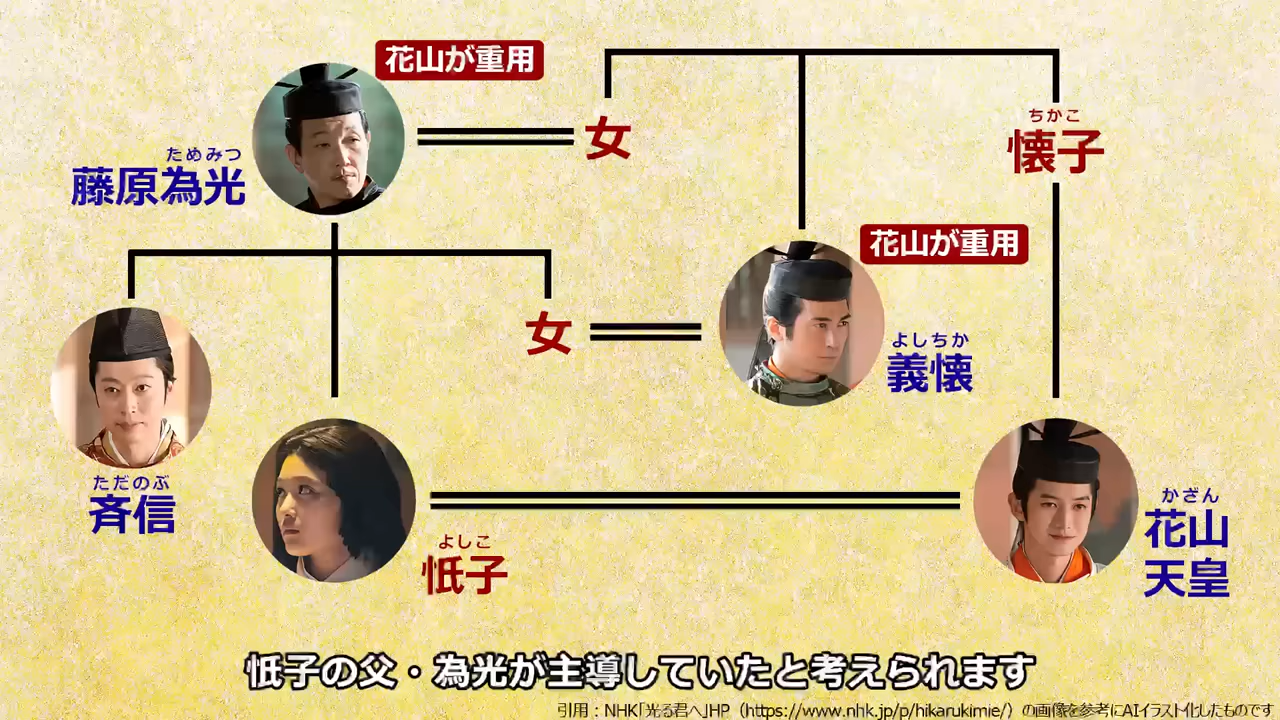 花山が重用
女
ちかこ
懐子
ためみつ
藤原為光
花山が重用
女
よしちか
義懐
ただのぶ
斉信
よしこ
忯子
かざん
花山
天皇
忯子の父・為光が主導していたと考えられます
引用：NHK「光る君へ」HP（https://www.nhk.jp/p/hikarukimie/）の画像を参考にAIイラスト化したものです